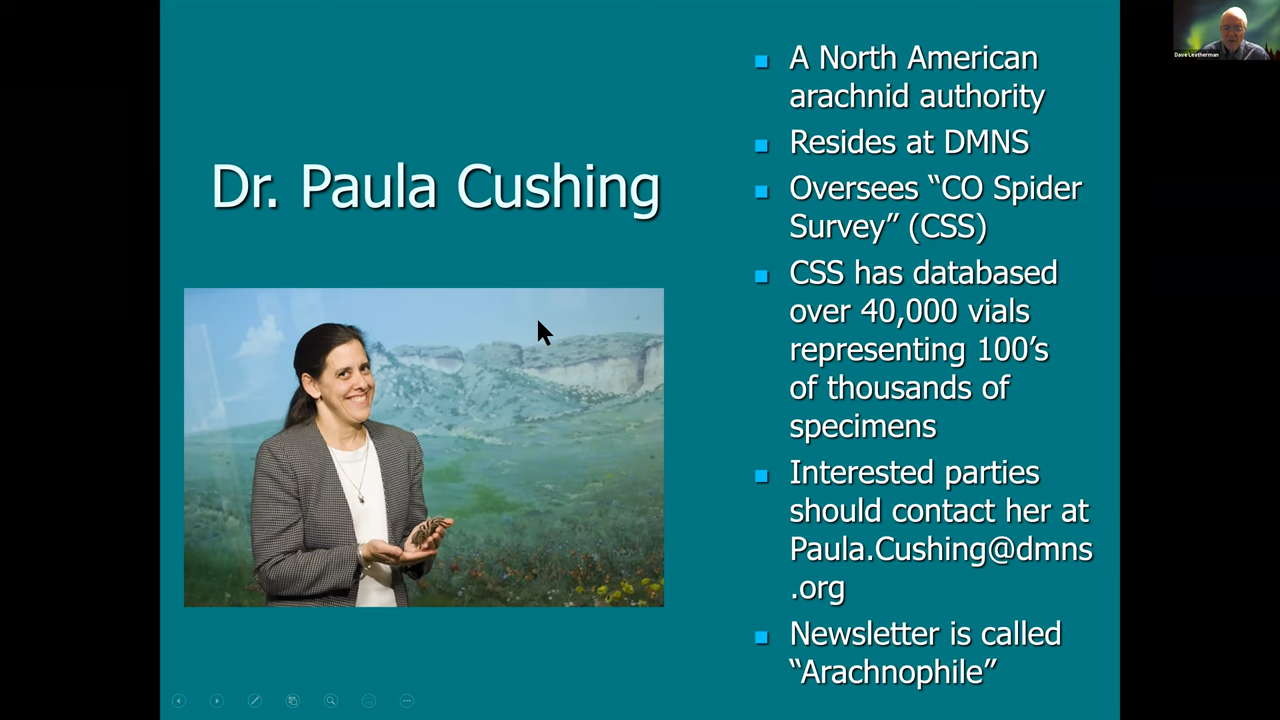 Dr. Paula Cushing
A North American
arachnid authority
Resides at DMNS
Oversees “CO Spider
Survey” (CSS)
CSS has databased
over 40,000 vials
representing 100’s
of thousands of
specimens
Interested parties
should contact her at
Paula.Cushing@dmns
.org
Newsletter is called
“Arachnophile”
Dave Leatherman